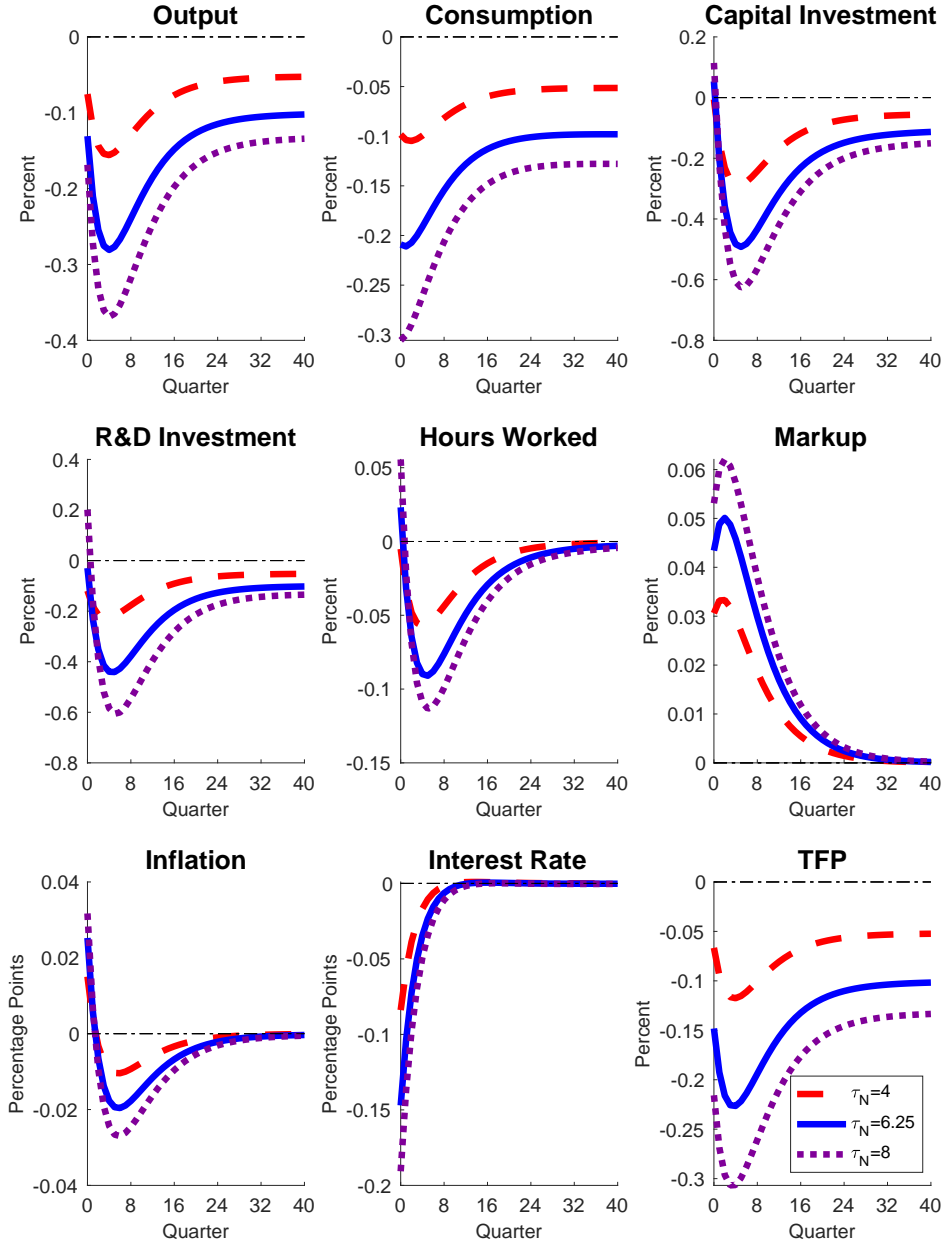 Output
Percent
0
-0.1
-0.2
-0.3
-0.4
0 8 16 24 32 40
Quarter
Consumption
Percent
0
-0.05
-0.1
-0.15
-0.2
-0.25
-0.3
0 8 16 24 32 40
Quarter
Capital Investment
Percent
0.2
0
-0.2
-0.4
-0.6
-0.8
0 8 16 24 32 40
Quarter
R&D Investment
Percent
0.4
0.2
0
-0.2
-0.4
-0.6
-0.8
0 8 16 24 32 40
Quarter
Hours Worked
Percent
0.05
0
-0.05
-0.1
-0.15
0 8 16 24 32 40
Quarter
Markup
Percent
0.06
0.05
0.04
0.03
0.02
0.01
0
0 8 16 24 32 40
Quarter
Inflation
Percentage Points
0.04
0.02
0
-0.02
-0.04
0 8 16 24 32 40
Quarter
Interest Rate
Percentage Points
0
-0.05
-0.1
-0.15
-0.2
0 8 16 24 32 40
Quarter
TFP
Percent
0
-0.05
-0.1
-0.15
-0.2
-0.25
-0.3
0 8 16 24 32 40
Quarter
τ_N=4
τ_N=6.25
τ_N=8